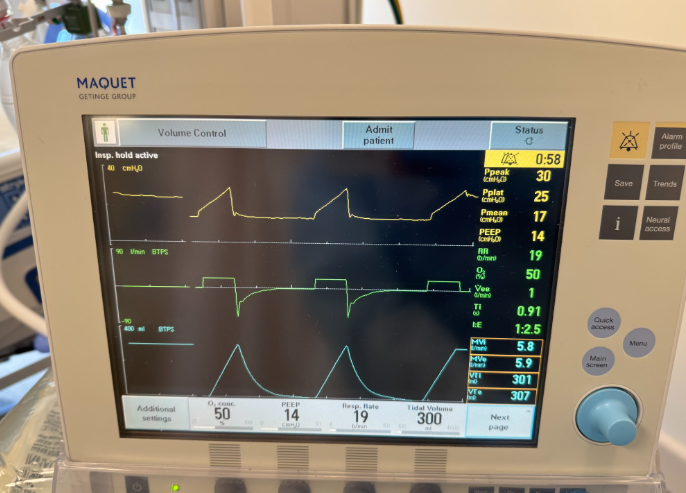 MAQUET
GETINGE GROUP
Volume Control
Admit
patient
Status
Insp. hold active
0:58
40 cmH₂O
Ppeak
(cmH₂O)
30
Pplat
(cmH₂O)
25
Pmean
(cmH₂O)
17
PEEP
(cmH₂O)
14
90 l/min BTPS
-90
RR
(b/min)
19
O₂
(%)
50
V̇ee
(l/min)
1
Ti
(s)
0.91
I:E
1:2.5
400 ml BTPS
MVi
(l/min)
5.8
MVe
(l/min)
5.9
VTi
(ml)
301
VTe
(ml)
307
Additional
settings
O₂ conc.
50
%
PEEP
14
cmH₂O
Resp. Rate
19
b/min
Tidal Volume
300
ml
Next
page
Alarm
profile
Save
Trends
i
Neural
access
Quick
access
Menu
Main
screen